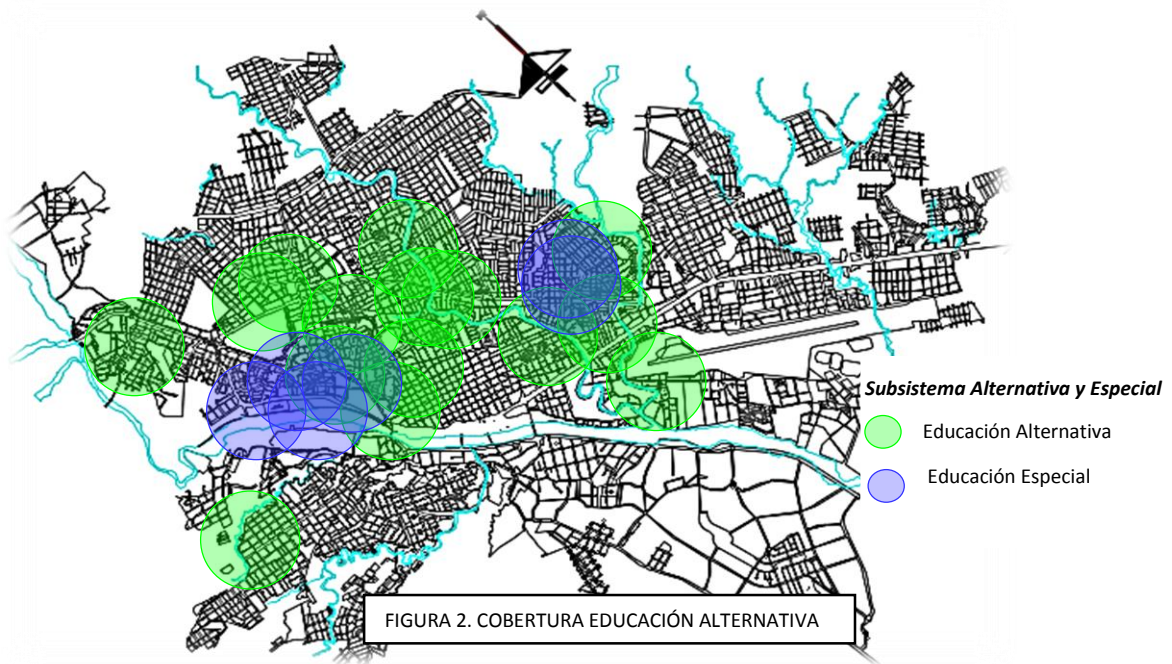 Subsistema Alternativa y Especial
Educación Alternativa
Educación Especial
FIGURA 2. COBERTURA EDUCACIÓN ALTERNATIVA